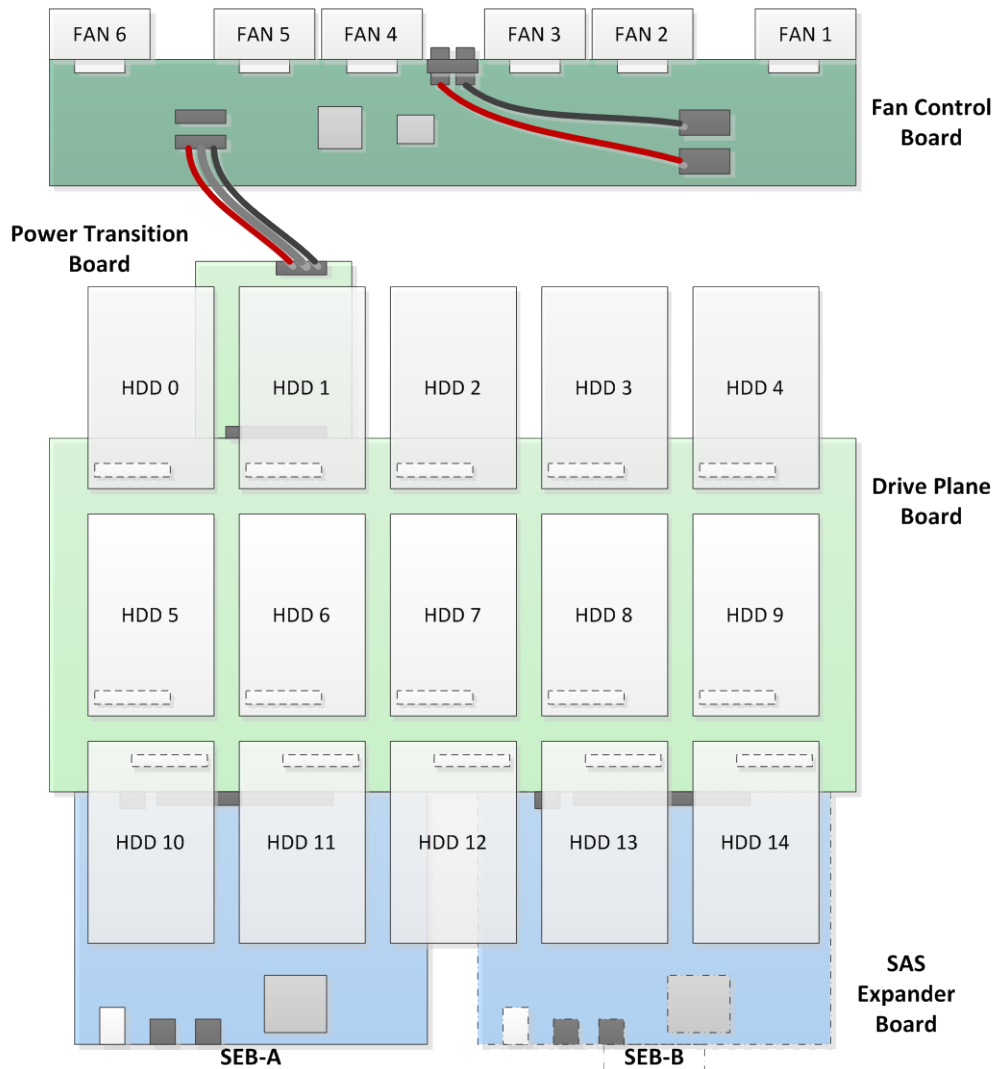 FAN 6
FAN 5
FAN 4
FAN 3
FAN 2
FAN 1
Fan Control
Board
Power Transition
Board
HDD 0
HDD 1
HDD 2
HDD 3
HDD 4
Drive Plane
Board
HDD 5
HDD 6
HDD 7
HDD 8
HDD 9
HDD 10
HDD 11
HDD 12
HDD 13
HDD 14
SAS
Expander
Board
SEB-A
SEB-B